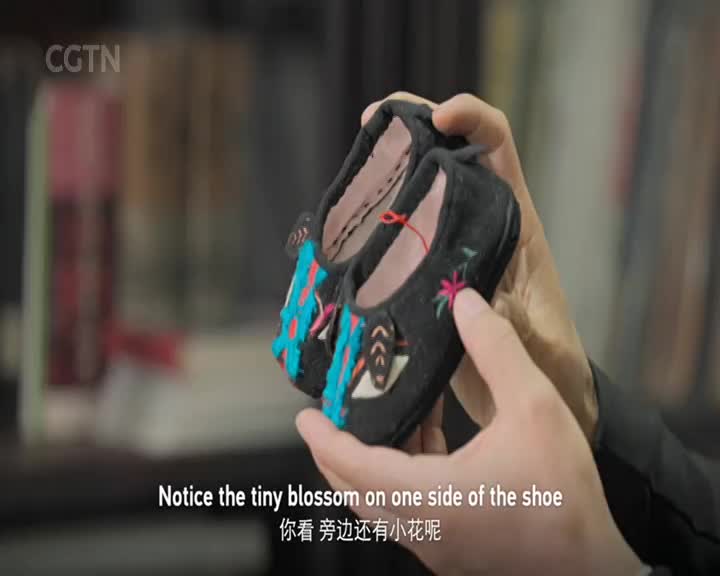 CGTN
Notice the tiny blossom on one side of the shoe
你看 旁边还有小花呢